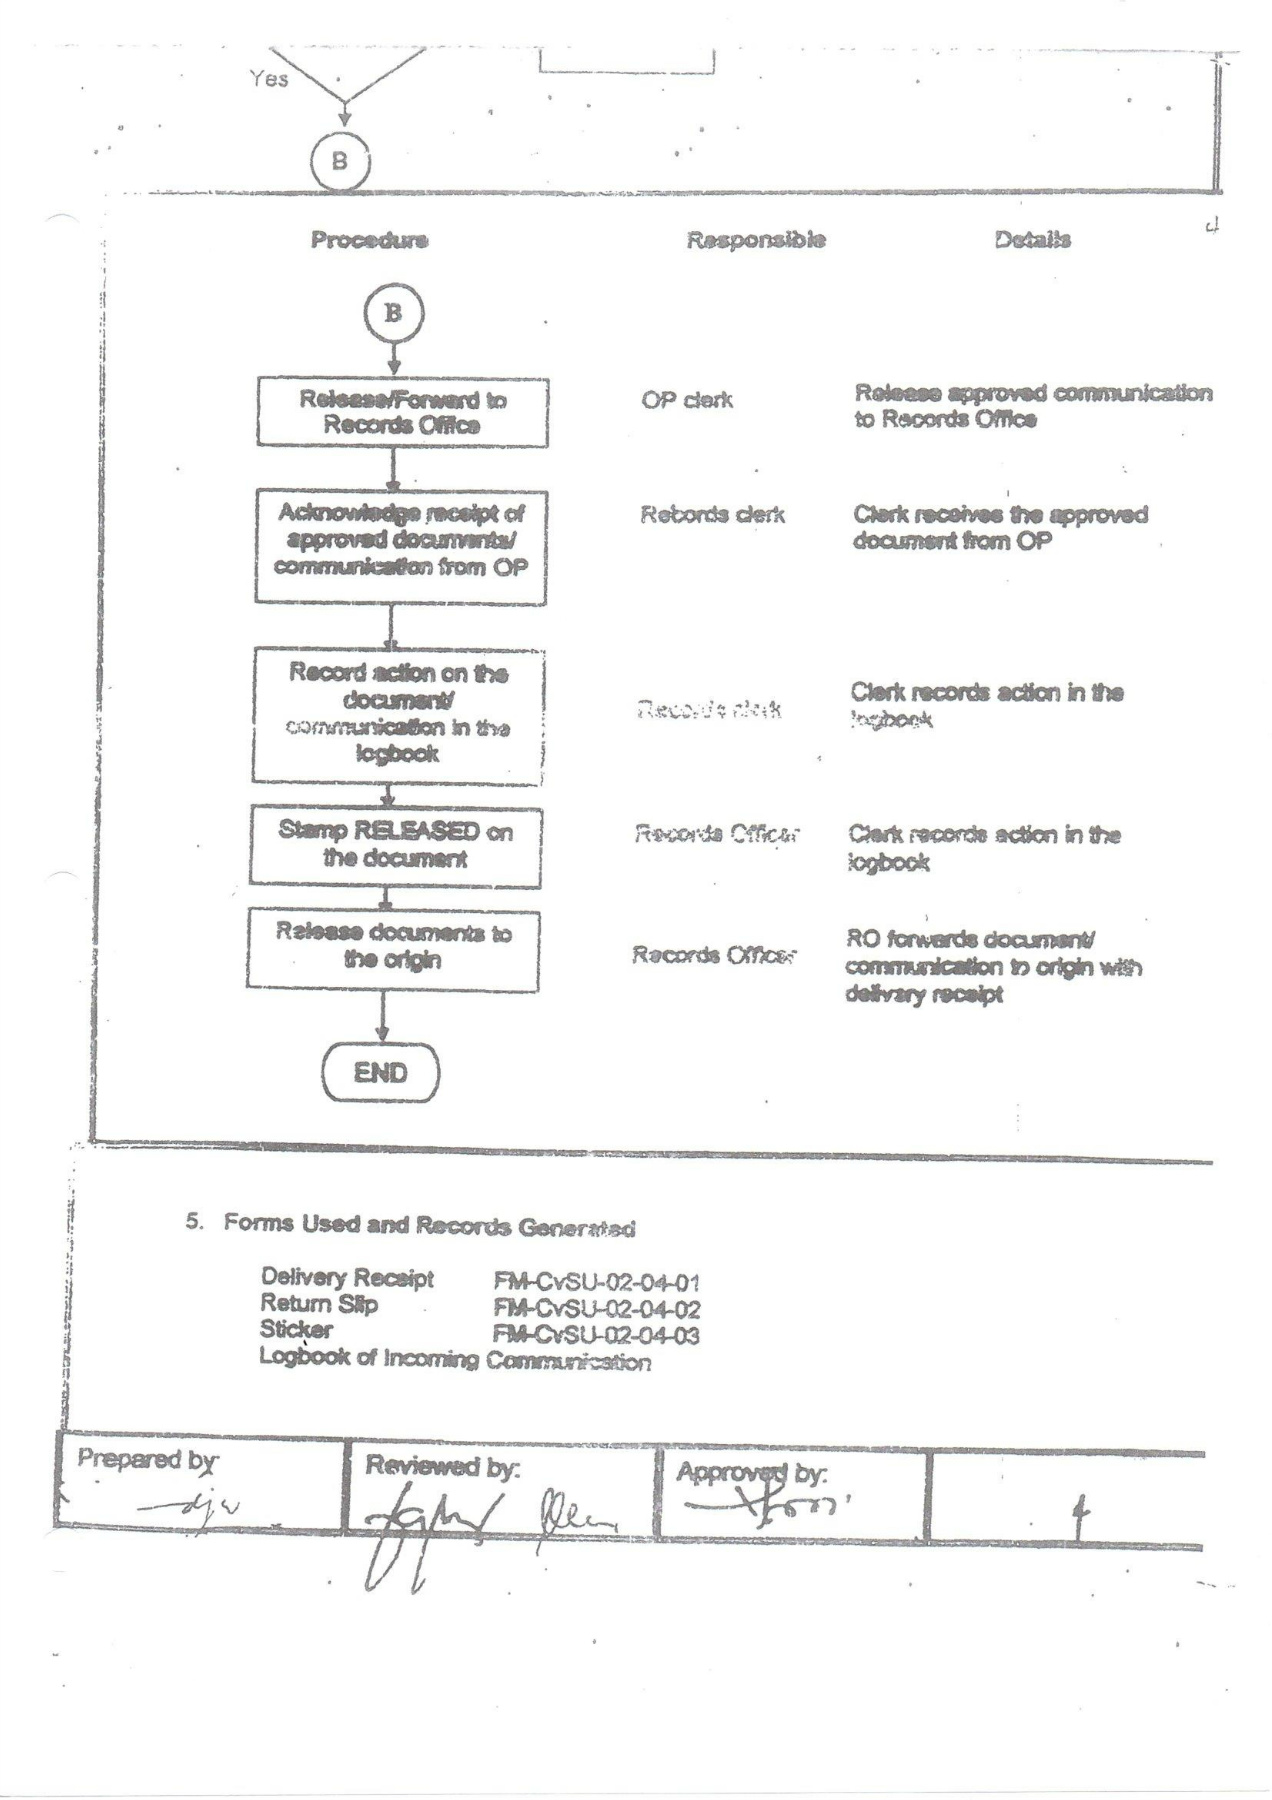 Yes
B
Procedure Responsible Details
4
B
Release/Forward to
Records Office
OP clerk
Release approved communication
to Records Office
Acknowledge receipt of
approved documents/
communication from OP
Records clerk
Clerk receives the approved
document from OP
Record action on the
document/
communication in the
logbook
Records clerk
Clerk records action in the
logbook
Stamp RELEASED on
the document
Records Officer
Clerk records action in the
logbook
Release documents to
the origin
Records Officer
RO forwards document/
communication to origin with
delivery receipt
END
5. Forms Used and Records Generated
Delivery Receipt FM-CvSU-02-04-01
Return Slip FM-CvSU-02-04-02
Sticker FM-CvSU-02-04-03
Logbook of Incoming Communication
Prepared by:
Reviewed by:
Approved by: